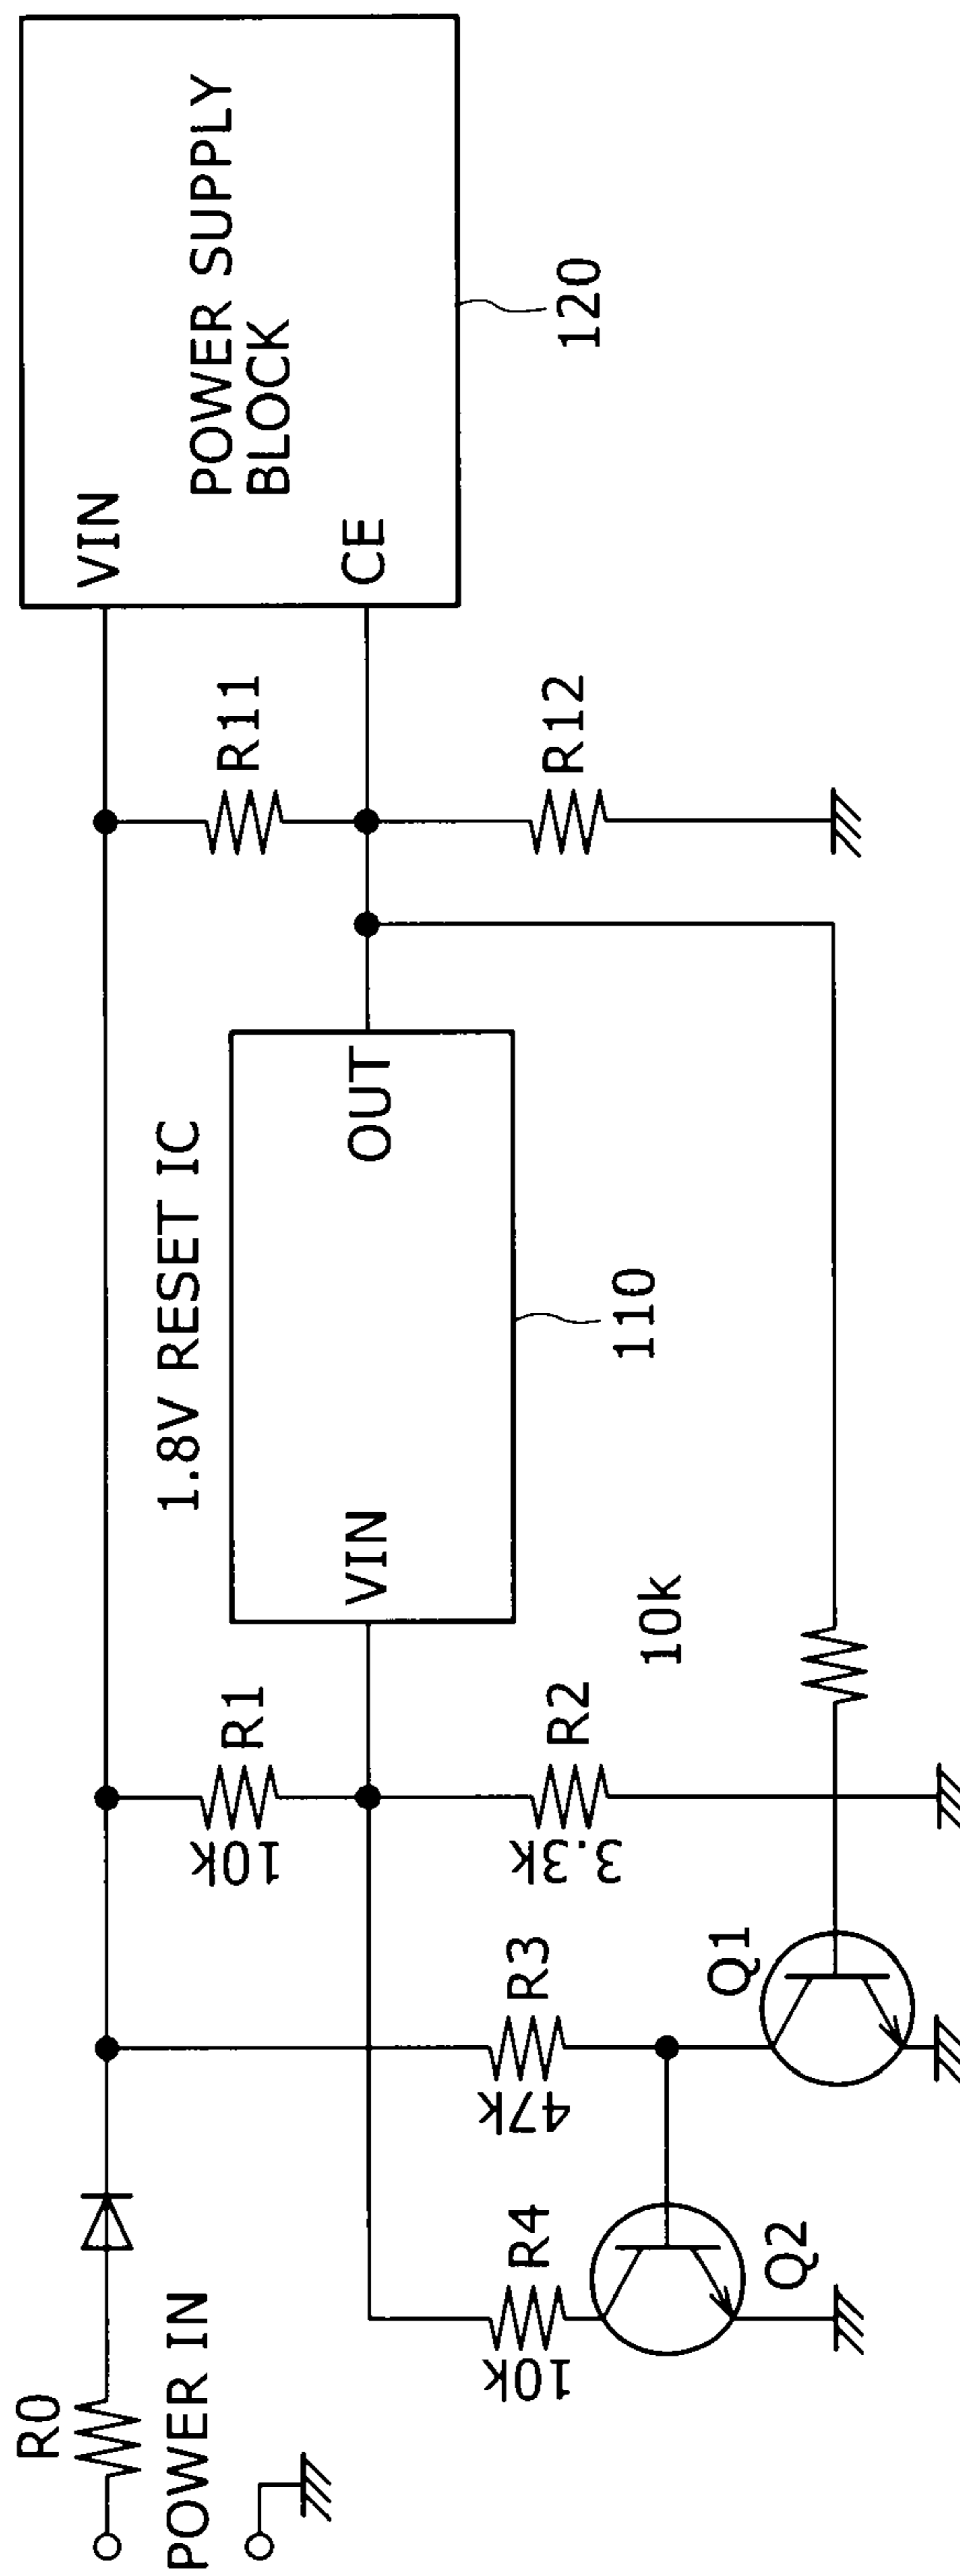 R0
POWER IN
R4
10k
Q2
R3
47k
Q1
R1
10k
R2
3.3k
10k
1.8V RESET IC
VIN
OUT
110
R11
R12
VIN
CE
POWER SUPPLY
BLOCK
120